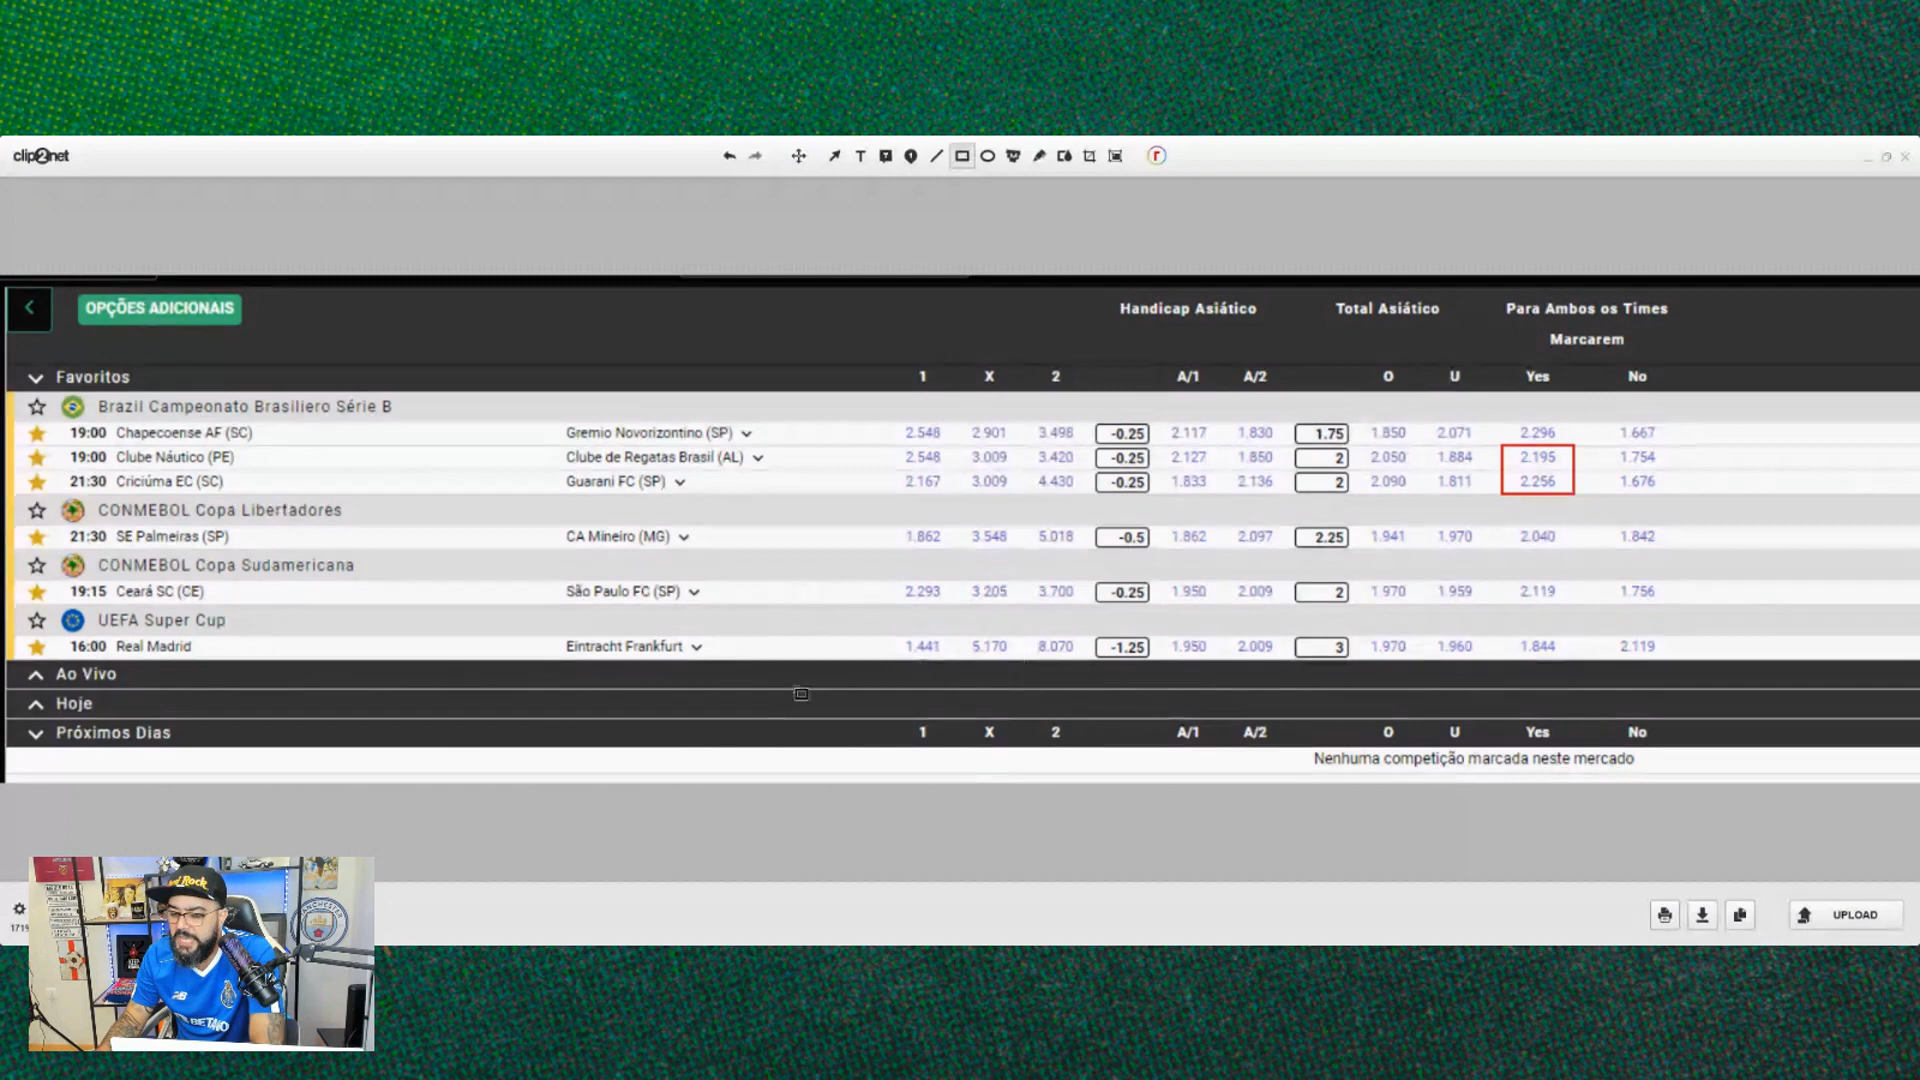 clip2net
OPÇÕES ADICIONAIS
Handicap Asiático Total Asiático Para Ambos os Times
Marcarem
Favoritos 1 X 2 A/1 A/2 O U Yes No
Brazil Campeonato Brasiliero Série B
19:00 Chapecoense AF (SC) Gremio Novorizontino (SP) 2.548 2.901 3.498 -0.25 2.117 1.830 1.75 1.850 2.071 2.296 1.667
19:00 Clube Náutico (PE) Clube de Regatas Brasil (AL) 2.548 3.009 3.420 -0.25 2.127 1.850 2 2.050 1.884 2.195 1.754
21:30 Criciúma EC (SC) Guarani FC (SP) 2.167 3.009 4.430 -0.25 1.833 2.136 2 2.090 1.811 2.256 1.676
CONMEBOL Copa Libertadores
21:30 SE Palmeiras (SP) CA Mineiro (MG) 1.862 3.548 5.018 -0.5 1.862 2.097 2.25 1.941 1.970 2.040 1.842
CONMEBOL Copa Sudamericana
19:15 Ceará SC (CE) São Paulo FC (SP) 2.293 3.205 3.700 -0.25 1.950 2.009 2 1.970 1.959 2.119 1.756
UEFA Super Cup
16:00 Real Madrid Eintracht Frankfurt 1.441 5.170 8.070 -1.25 1.950 2.009 3 1.970 1.960 1.844 2.119
Ao Vivo
Hoje
Próximos Dias 1 X 2 A/1 A/2 O U Yes No
Nenhuma competição marcada neste mercado
UPLOAD
1719
Hard Rock
MANCHESTER
NB
BETANO